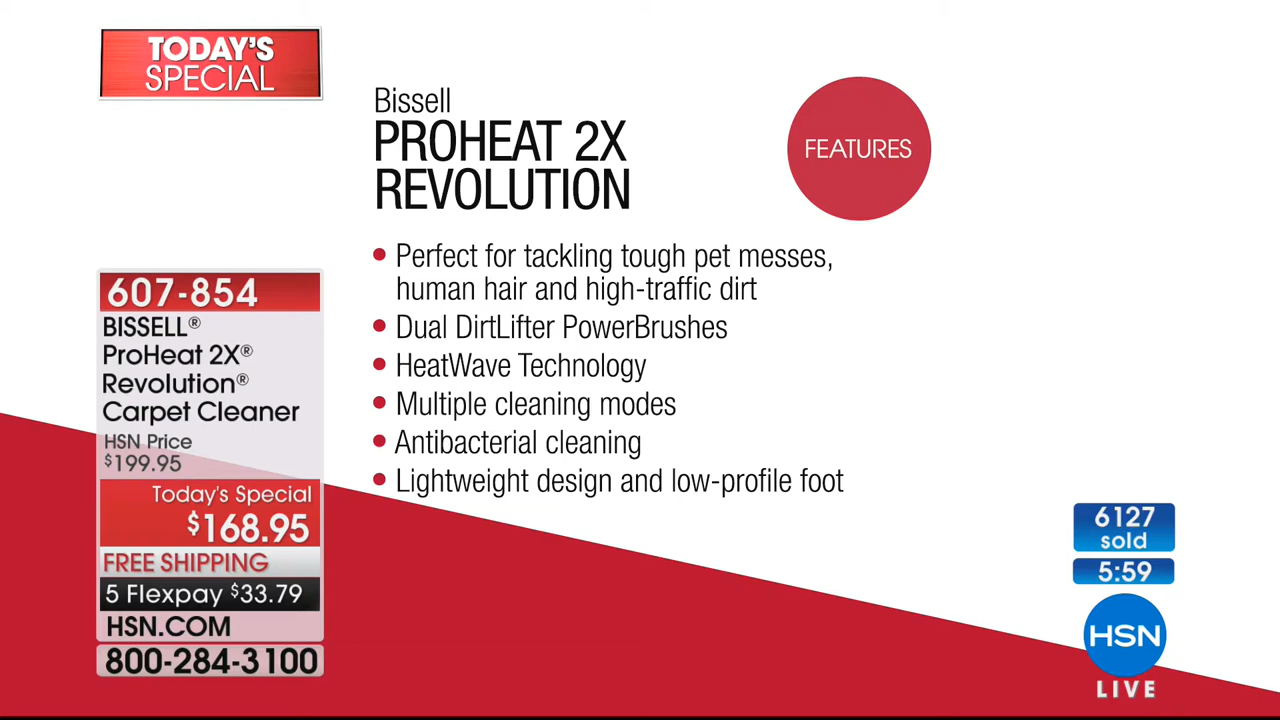 TODAY'S
SPECIAL
Bissell
PROHEAT 2X
REVOLUTION
FEATURES
• Perfect for tackling tough pet messes,
human hair and high-traffic dirt
• Dual DirtLifter PowerBrushes
• HeatWave Technology
• Multiple cleaning modes
• Antibacterial cleaning
• Lightweight design and low-profile foot
607-854
BISSELL®
ProHeat 2X®
Revolution®
Carpet Cleaner
HSN Price
$199.95
Today's Special
$168.95
FREE SHIPPING
5 Flexpay $33.79
HSN.COM
800-284-3100
6127
sold
5:59
HSN
LIVE